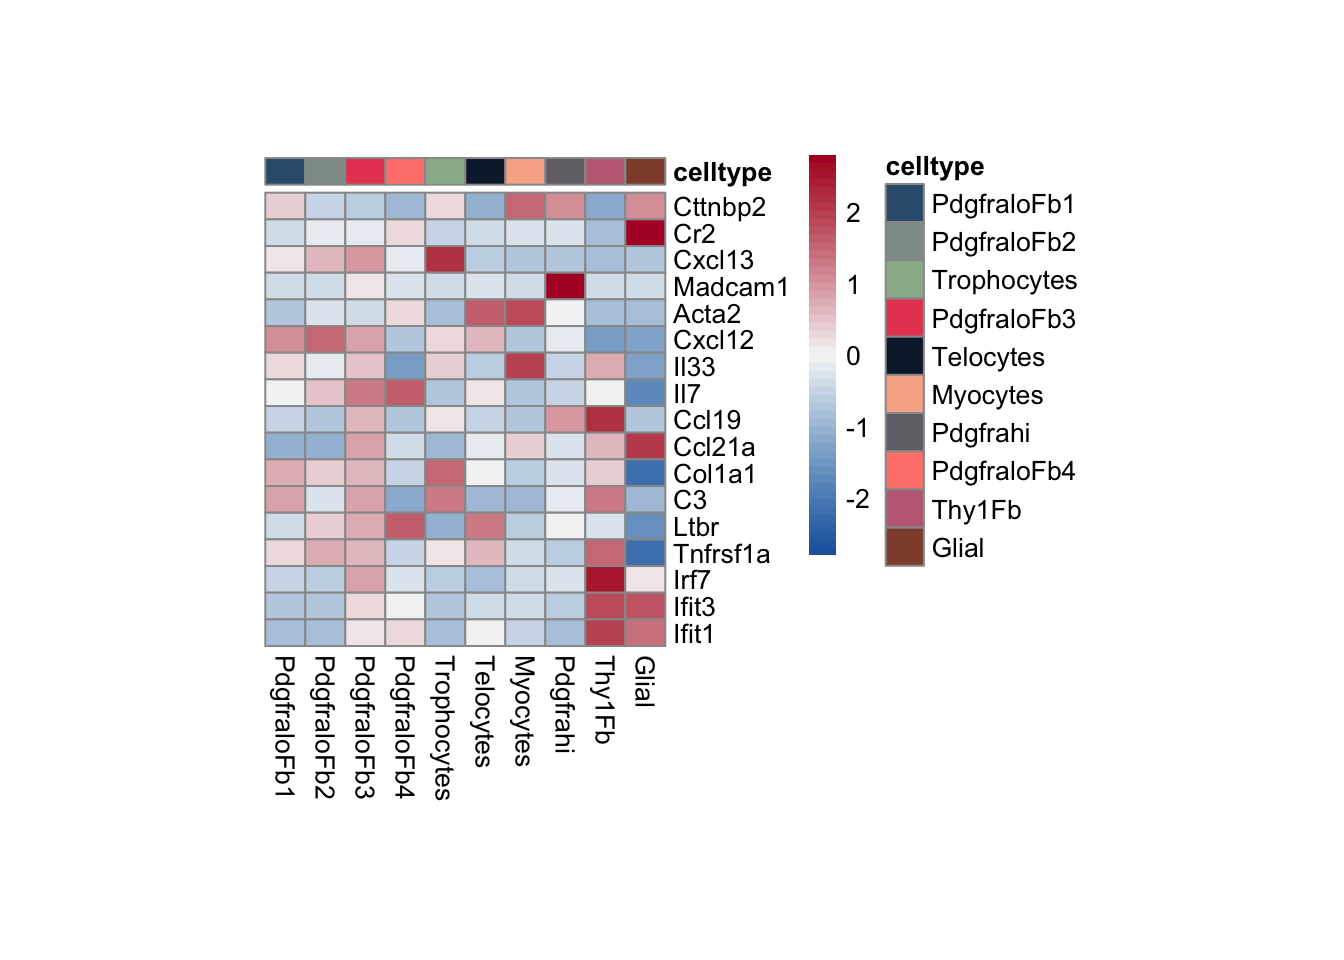 celltype
Cttnbp2
Cr2
Cxcl13
Madcam1
Acta2
Cxcl12
Il33
Il7
Ccl19
Ccl21a
Col1a1
C3
Ltbr
Tnfrsf1a
Irf7
Ifit3
Ifit1
PdgfraloFb1
PdgfraloFb2
PdgfraloFb3
PdgfraloFb4
Trophocytes
Telocytes
Myocytes
Pdgfrahi
Thy1Fb
Glial
2
1
0
-1
-2
celltype
PdgfraloFb1
PdgfraloFb2
Trophocytes
PdgfraloFb3
Telocytes
Myocytes
Pdgfrahi
PdgfraloFb4
Thy1Fb
Glial